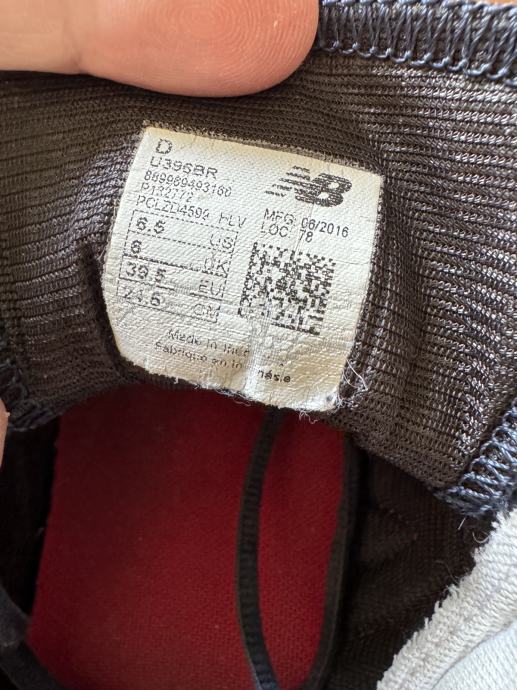 D
U396BR
NB
P132772
MFG: 06/2016
LOC: 78
6.5 US
6 UK
39.5 EU
24.5 CM
Made in
Fabriqué en